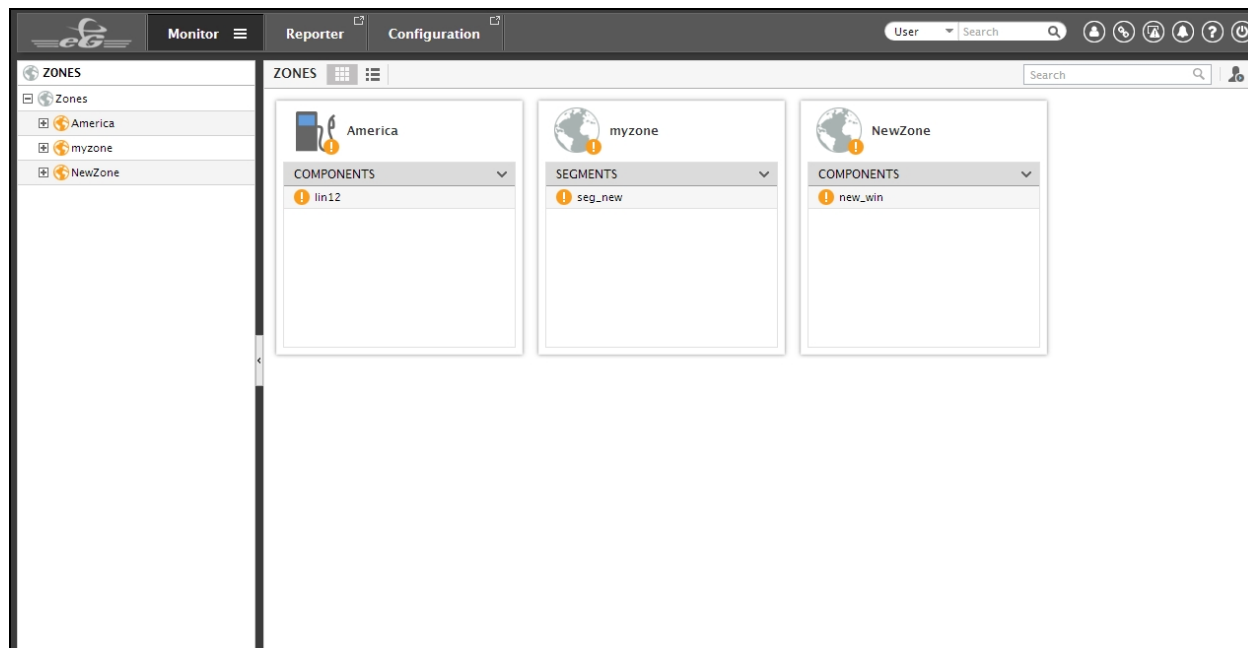 eG
Monitor
Reporter
Configuration
User
Search
ZONES
Zones
America
myzone
NewZone
ZONES
Search
America
COMPONENTS
lin12
myzone
SEGMENTS
seg_new
NewZone
COMPONENTS
new_win